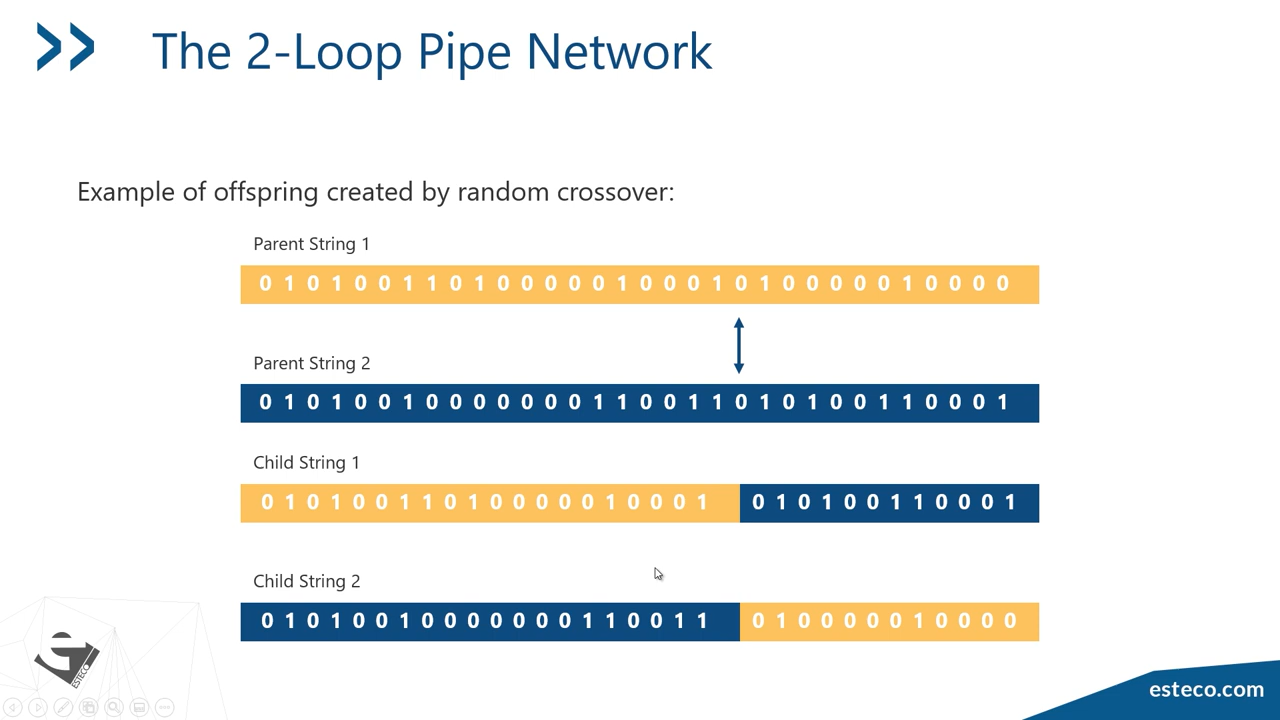 The 2-Loop Pipe Network
Example of offspring created by random crossover:
Parent String 1
0 1 0 1 0 0 1 1 0 1 0 0 0 0 0 1 0 0 0 1 0 1 0 0 0 0 0 1 0 0 0 0
Parent String 2
0 1 0 1 0 0 1 0 0 0 0 0 0 0 1 1 0 0 1 1 0 1 0 1 0 0 1 1 0 0 0 1
Child String 1
0 1 0 1 0 0 1 1 0 1 0 0 0 0 0 1 0 0 0 1 0 1 0 1 0 0 1 1 0 0 0 1
Child String 2
0 1 0 1 0 0 1 0 0 0 0 0 0 0 1 1 0 0 1 1 0 1 0 0 0 0 0 1 0 0 0 0
ESTECO
esteco.com